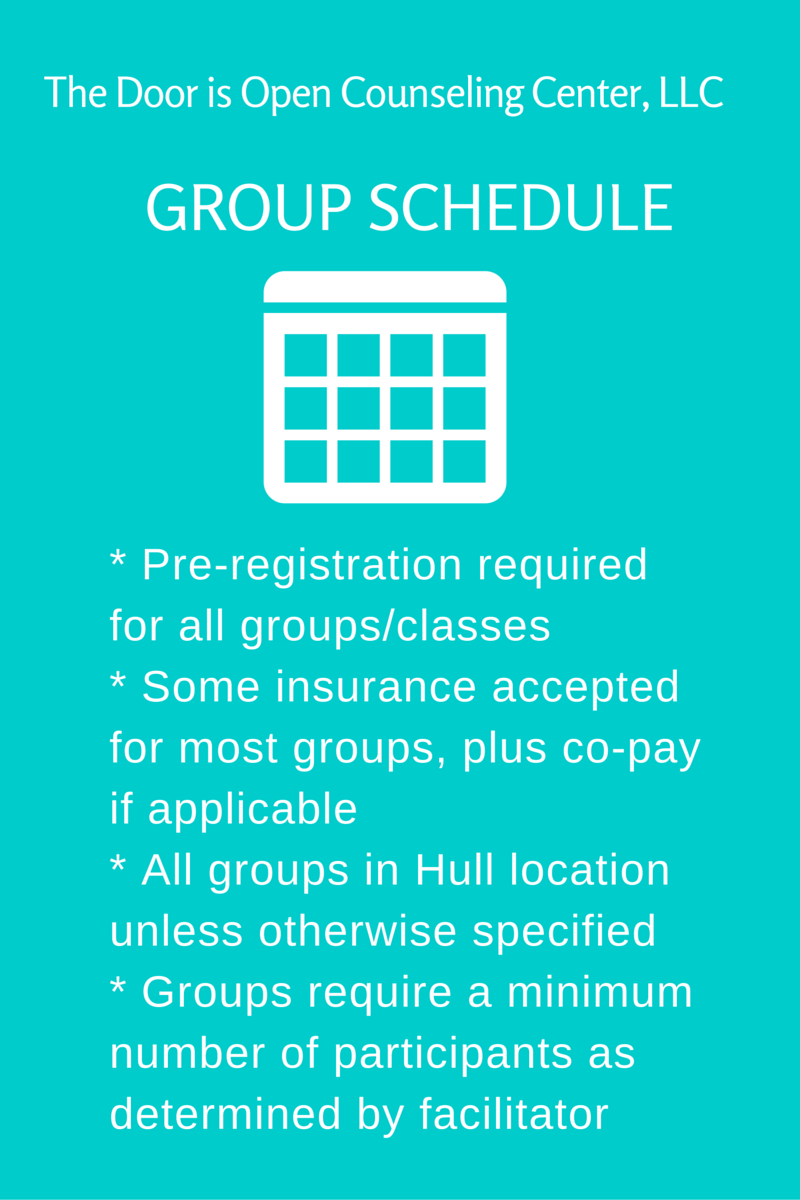 The Door is Open Counseling Center, LLC
GROUP SCHEDULE
* Pre-registration required
for all groups/classes
* Some insurance accepted
for most groups, plus co-pay
if applicable
* All groups in Hull location
unless otherwise specified
* Groups require a minimum
number of participants as
determined by facilitator